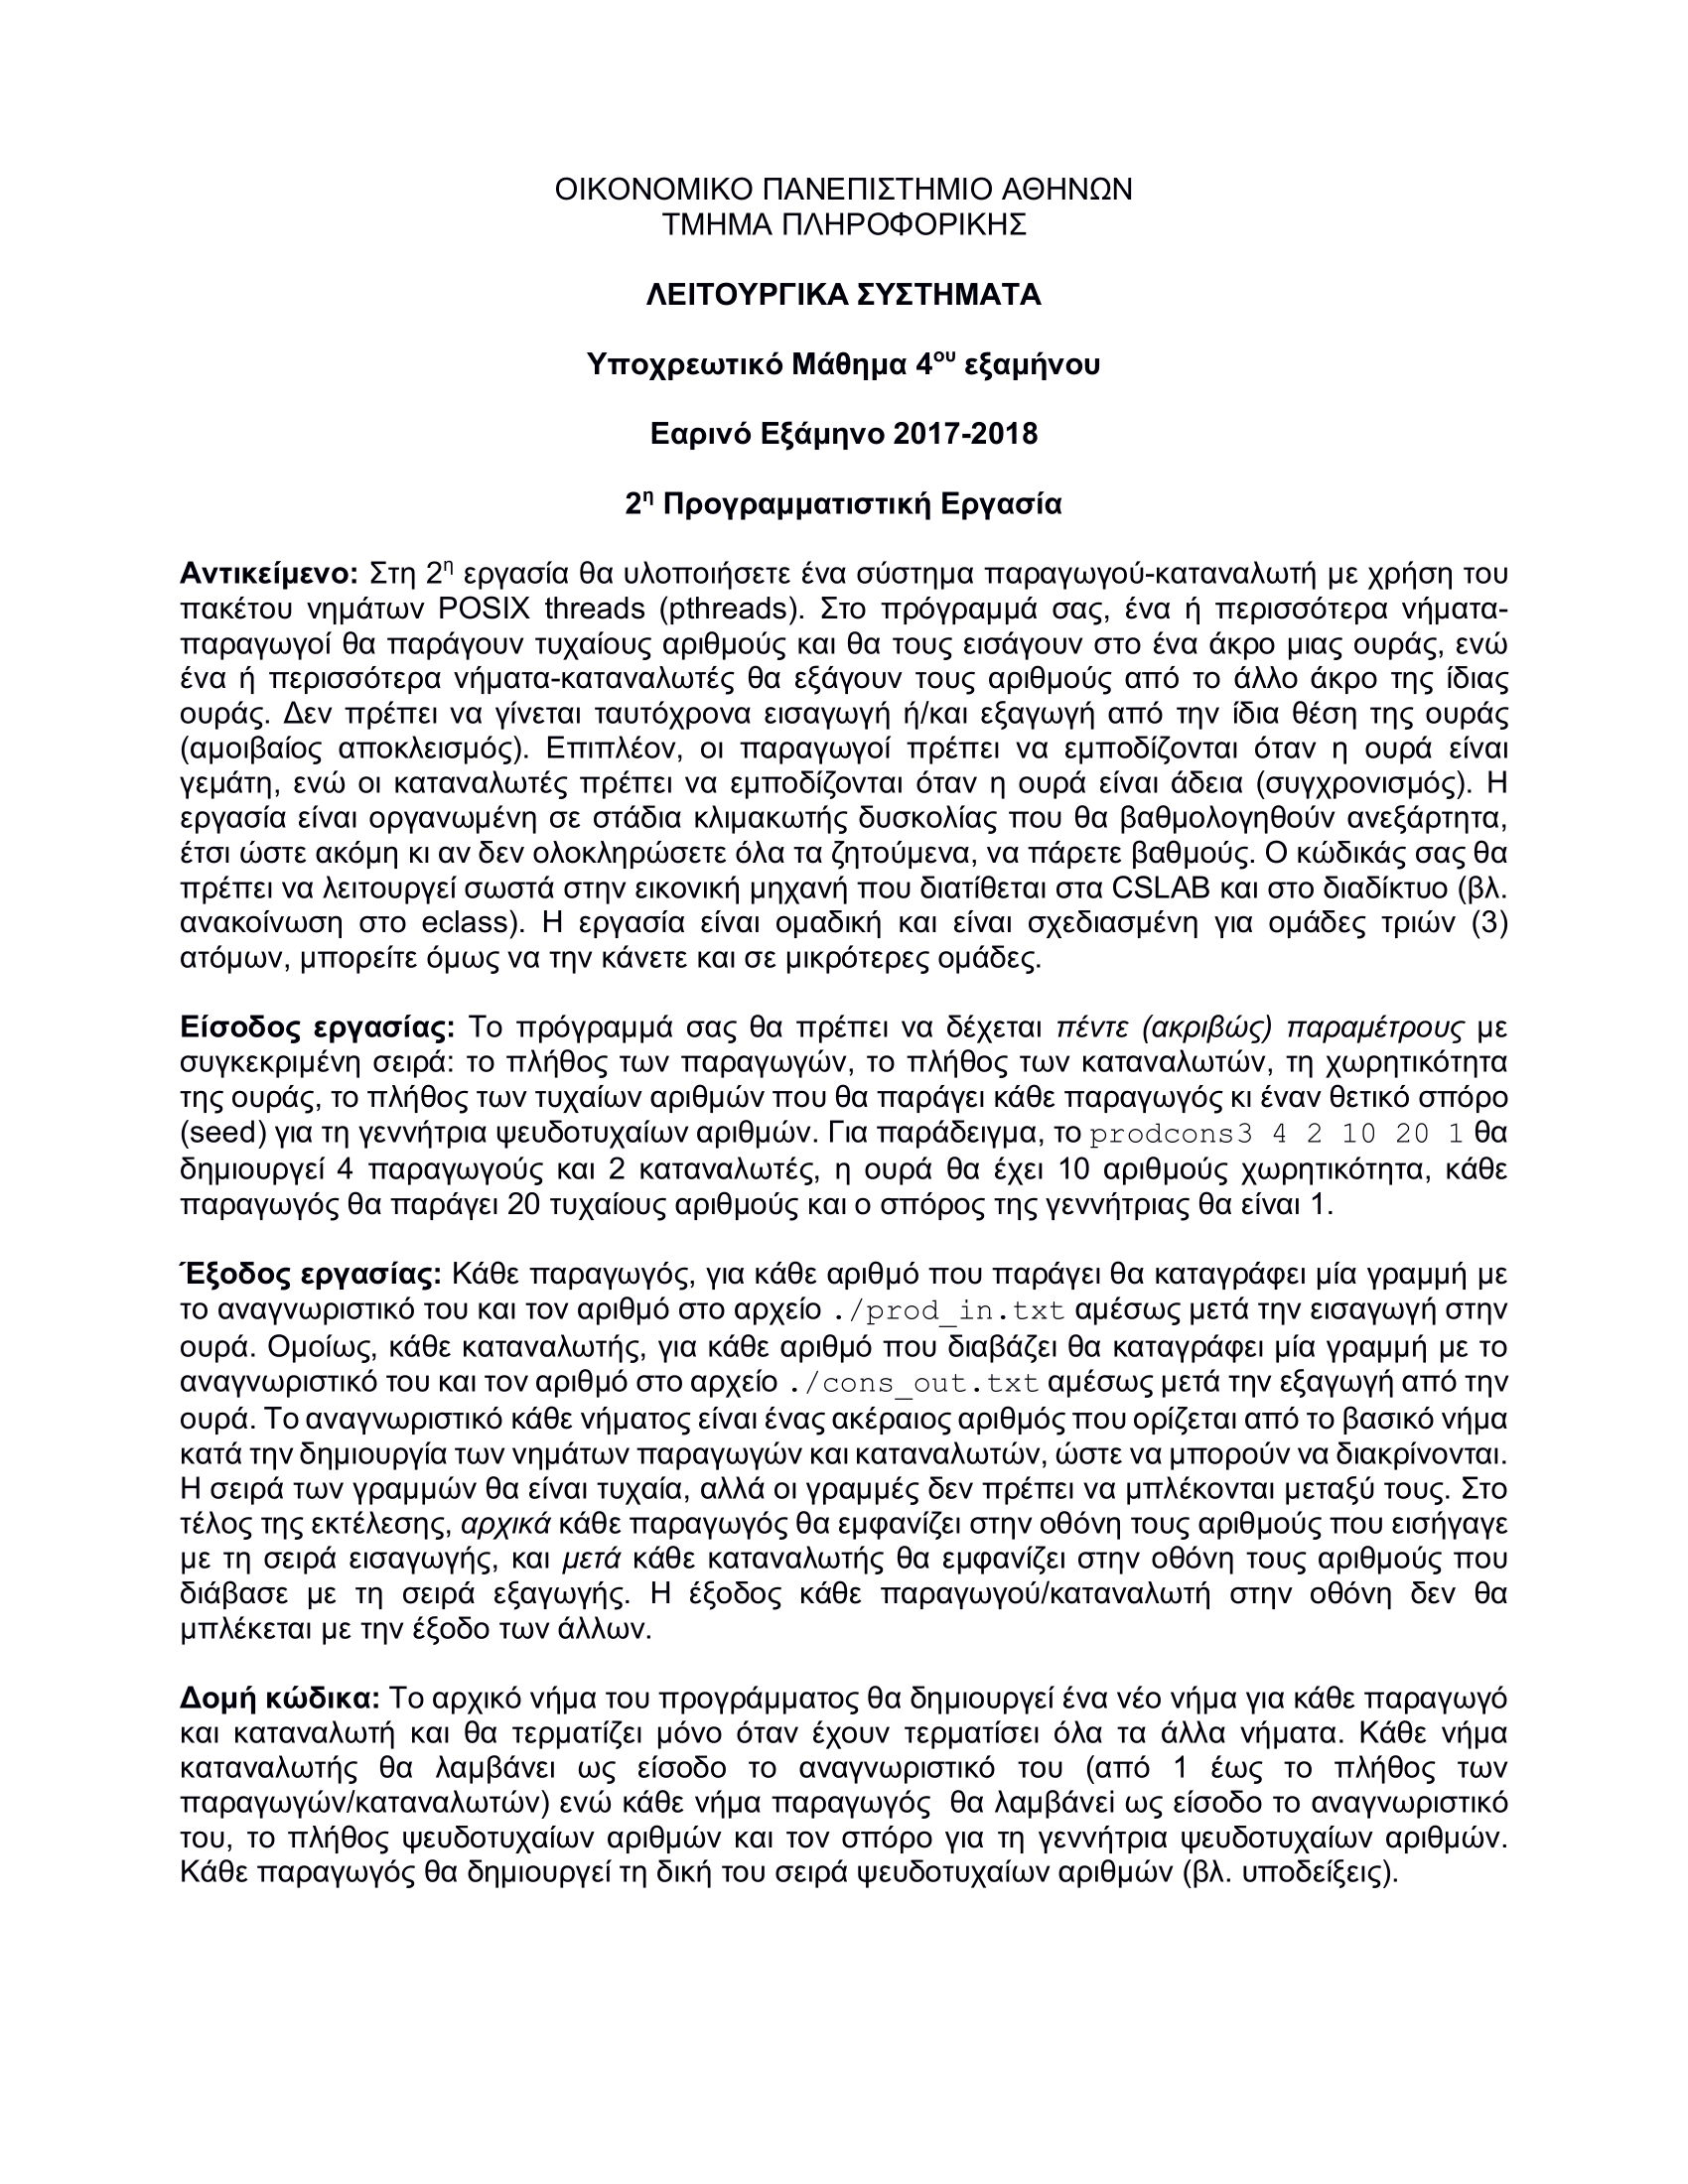 ΟΙΚΟΝΟΜΙΚΟ ΠΑΝΕΠΙΣΤΗΜΙΟ ΑΘΗΝΩΝ
ΤΜΗΜΑ ΠΛΗΡΟΦΟΡΙΚΗΣ
ΛΕΙΤΟΥΡΓΙΚΑ ΣΥΣΤΗΜΑΤΑ
Υποχρεωτικό Μάθημα 4ου εξαμήνου
Εαρινό Εξάμηνο 2017-2018
2η Προγραμματιστική Εργασία
Αντικείμενο: Στη 2η εργασία θα υλοποιήσετε ένα σύστημα παραγωγού-καταναλωτή με χρήση του
πακέτου νημάτων POSIX threads (pthreads). Στο πρόγραμμά σας, ένα ή περισσότερα νήματα-
παραγωγοί θα παράγουν τυχαίους αριθμούς και θα τους εισάγουν στο ένα άκρο μιας ουράς, ενώ
ένα ή περισσότερα νήματα-καταναλωτές θα εξάγουν τους αριθμούς από το άλλο άκρο της ίδιας
ουράς. Δεν πρέπει να γίνεται ταυτόχρονα εισαγωγή ή/και εξαγωγή από την ίδια θέση της ουράς
(αμοιβαίος αποκλεισμός). Επιπλέον, οι παραγωγοί πρέπει να εμποδίζονται όταν η ουρά είναι
γεμάτη, ενώ οι καταναλωτές πρέπει να εμποδίζονται όταν η ουρά είναι άδεια (συγχρονισμός). Η
εργασία είναι οργανωμένη σε στάδια κλιμακωτής δυσκολίας που θα βαθμολογηθούν ανεξάρτητα,
έτσι ώστε ακόμη κι αν δεν ολοκληρώσετε όλα τα ζητούμενα, να πάρετε βαθμούς. Ο κώδικάς σας θα
πρέπει να λειτουργεί σωστά στην εικονική μηχανή που διατίθεται στα CSLAB και στο διαδίκτυο (βλ.
ανακοίνωση στο eclass). Η εργασία είναι ομαδική και είναι σχεδιασμένη για ομάδες τριών (3)
ατόμων, μπορείτε όμως να την κάνετε και σε μικρότερες ομάδες.
Είσοδος εργασίας: Το πρόγραμμά σας θα πρέπει να δέχεται πέντε (ακριβώς) παραμέτρους με
συγκεκριμένη σειρά: το πλήθος των παραγωγών, το πλήθος των καταναλωτών, τη χωρητικότητα
της ουράς, το πλήθος των τυχαίων αριθμών που θα παράγει κάθε παραγωγός κι έναν θετικό σπόρο
(seed) για τη γεννήτρια ψευδοτυχαίων αριθμών. Για παράδειγμα, το prodcons3 4 2 10 20 1 θα
δημιουργεί 4 παραγωγούς και 2 καταναλωτές, η ουρά θα έχει 10 αριθμούς χωρητικότητα, κάθε
παραγωγός θα παράγει 20 τυχαίους αριθμούς και ο σπόρος της γεννήτριας θα είναι 1.
Έξοδος εργασίας: Κάθε παραγωγός, για κάθε αριθμό που παράγει θα καταγράφει μία γραμμή με
το αναγνωριστικό του και τον αριθμό στο αρχείο ./prod_in.txt αμέσως μετά την εισαγωγή στην
ουρά. Ομοίως, κάθε καταναλωτής, για κάθε αριθμό που διαβάζει θα καταγράφει μία γραμμή με το
αναγνωριστικό του και τον αριθμό στο αρχείο ./cons_out.txt αμέσως μετά την εξαγωγή από την
ουρά. Το αναγνωριστικό κάθε νήματος είναι ένας ακέραιος αριθμός που ορίζεται από το βασικό νήμα
κατά την δημιουργία των νημάτων παραγωγών και καταναλωτών, ώστε να μπορούν να διακρίνονται.
Η σειρά των γραμμών θα είναι τυχαία, αλλά οι γραμμές δεν πρέπει να μπλέκονται μεταξύ τους. Στο
τέλος της εκτέλεσης, αρχικά κάθε παραγωγός θα εμφανίζει στην οθόνη τους αριθμούς που εισήγαγε
με τη σειρά εισαγωγής, και μετά κάθε καταναλωτής θα εμφανίζει στην οθόνη τους αριθμούς που
διάβασε με τη σειρά εξαγωγής. Η έξοδος κάθε παραγωγού/καταναλωτή στην οθόνη δεν θα
μπλέκεται με την έξοδο των άλλων.
Δομή κώδικα: Το αρχικό νήμα του προγράμματος θα δημιουργεί ένα νέο νήμα για κάθε παραγωγό
και καταναλωτή και θα τερματίζει μόνο όταν έχουν τερματίσει όλα τα άλλα νήματα. Κάθε νήμα
καταναλωτής θα λαμβάνει ως είσοδο το αναγνωριστικό του (από 1 έως το πλήθος των
παραγωγών/καταναλωτών) ενώ κάθε νήμα παραγωγός θα λαμβάνεi ως είσοδο το αναγνωριστικό
του, το πλήθος ψευδοτυχαίων αριθμών και τον σπόρο για τη γεννήτρια ψευδοτυχαίων αριθμών.
Κάθε παραγωγός θα δημιουργεί τη δική του σειρά ψευδοτυχαίων αριθμών (βλ. υποδείξεις).